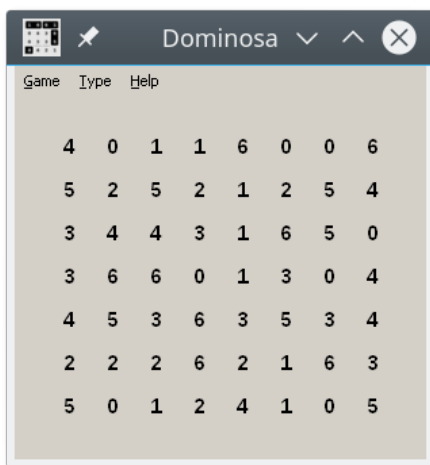 Dominosa
Game Type Help
4 0 1 1 6 0 0 6
5 2 5 2 1 2 5 4
3 4 4 3 1 6 5 0
3 6 6 0 1 3 0 4
4 5 3 6 3 5 3 4
2 2 2 6 2 1 6 3
5 0 1 2 4 1 0 5